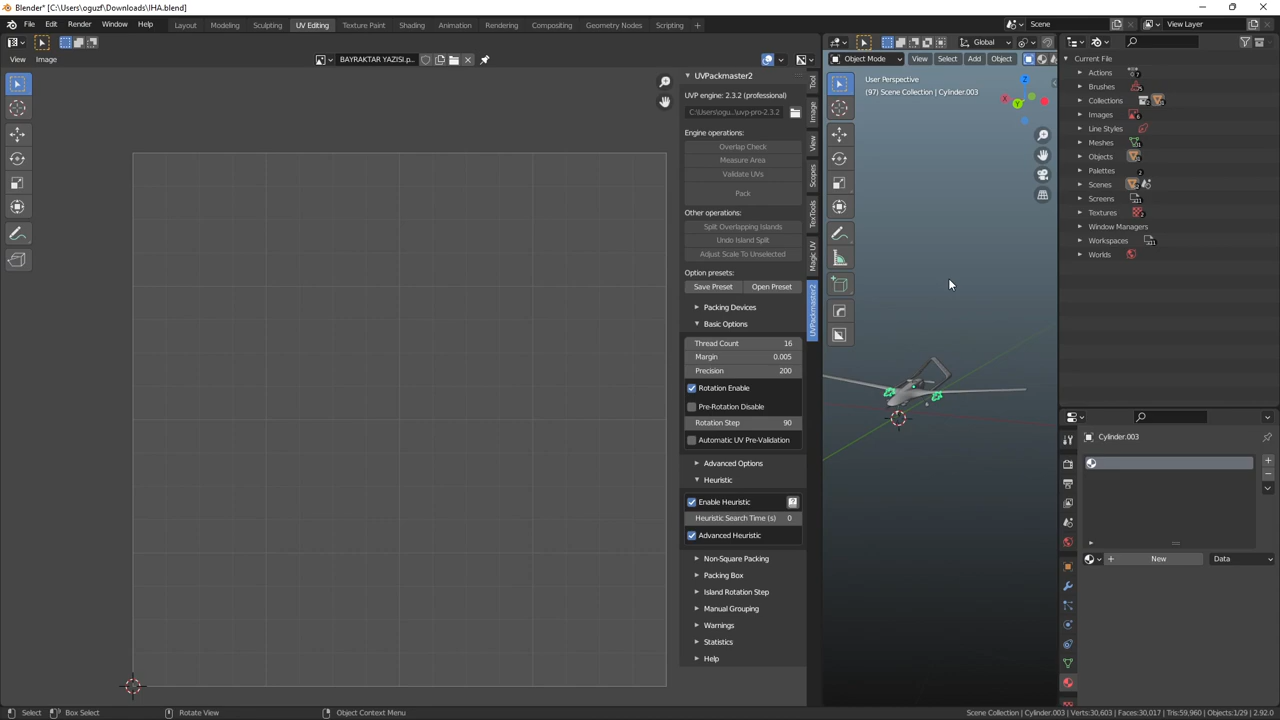 Blender* [C:\Users\oguzf\Downloads\IHA.blend]
File Edit Render Window Help Layout Modeling Sculpting UV Editing Texture Paint Shading Animation Rendering Compositing Geometry Nodes Scripting + Scene View Layer
Global
View Image BAYRAKTAR YAZISI.p... Object Mode View Select Add Object Current File
UVPackmaster2
UVP engine: 2.3.2 (professional)
C:\Users\ogu...\uvp-pro-2.3.2
Engine operations:
Overlap Check
Measure Area
Validate UVs
Pack
Other operations:
Split Overlapping Islands
Undo Island Split
Adjust Scale To Unselected
Option presets:
Save Preset Open Preset
Packing Devices
Basic Options
Thread Count 16
Margin 0.005
Precision 200
Rotation Enable
Pre-Rotation Disable
Rotation Step 90
Automatic UV Pre-Validation
Advanced Options
Heuristic
Enable Heuristic ?
Heuristic Search Time (s) 0
Advanced Heuristic
Non-Square Packing
Packing Box
Island Rotation Step
Manual Grouping
Warnings
Statistics
Help
Tool
Image
View
Scopes
TexTools
Magic UV
UVPackmaster2
User Perspective
(97) Scene Collection | Cylinder.003
Z
Y
Actions
Brushes
Collections
Images
Line Styles
Meshes
Objects
Palettes
Scenes
Screens
Textures
Window Managers
Workspaces
Worlds
Cylinder.003
New Data
Select Box Select Rotate View Object Context Menu Scene Collection | Cylinder.003 | Verts:30,603 | Faces:30,017 | Tris:59,960 | Objects:1/29 | 2.92.0